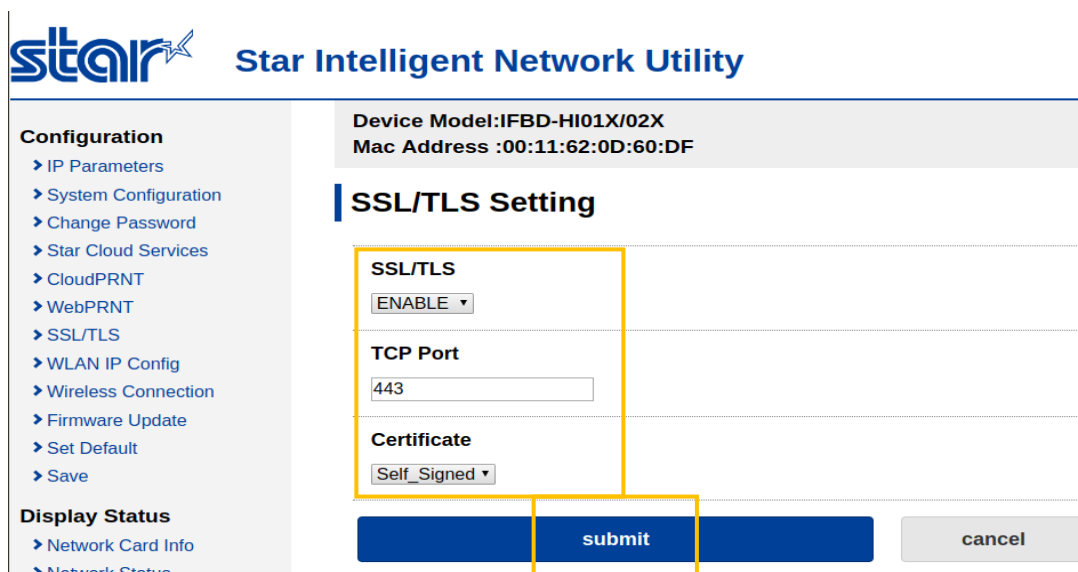 star
Star Intelligent Network Utility
Configuration
IP Parameters
System Configuration
Change Password
Star Cloud Services
CloudPRNT
WebPRNT
SSL/TLS
WLAN IP Config
Wireless Connection
Firmware Update
Set Default
Save
Display Status
Network Card Info
Network Status
Device Model:IFBD-HI01X/02X
Mac Address :00:11:62:0D:60:DF
SSL/TLS Setting
SSL/TLS
ENABLE
TCP Port
443
Certificate
Self_Signed
submit
cancel